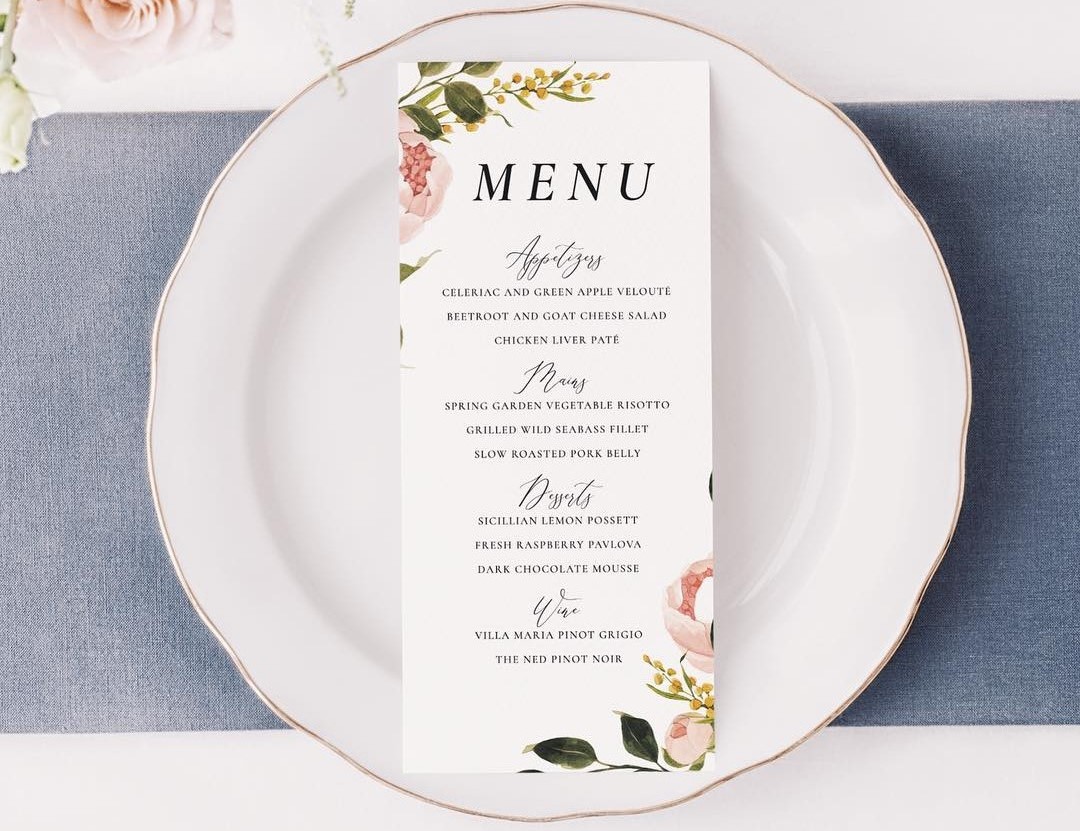 MENU
Appetizers
CELERIAC AND GREEN APPLE VELOUTÉ
BEETROOT AND GOAT CHEESE SALAD
CHICKEN LIVER PATÉ
Mains
SPRING GARDEN VEGETABLE RISOTTO
GRILLED WILD SEABASS FILLET
SLOW ROASTED PORK BELLY
Desserts
SICILLIAN LEMON POSSETT
FRESH RASPBERRY PAVLOVA
DARK CHOCOLATE MOUSSE
Wine
VILLA MARIA PINOT GRIGIO
THE NED PINOT NOIR